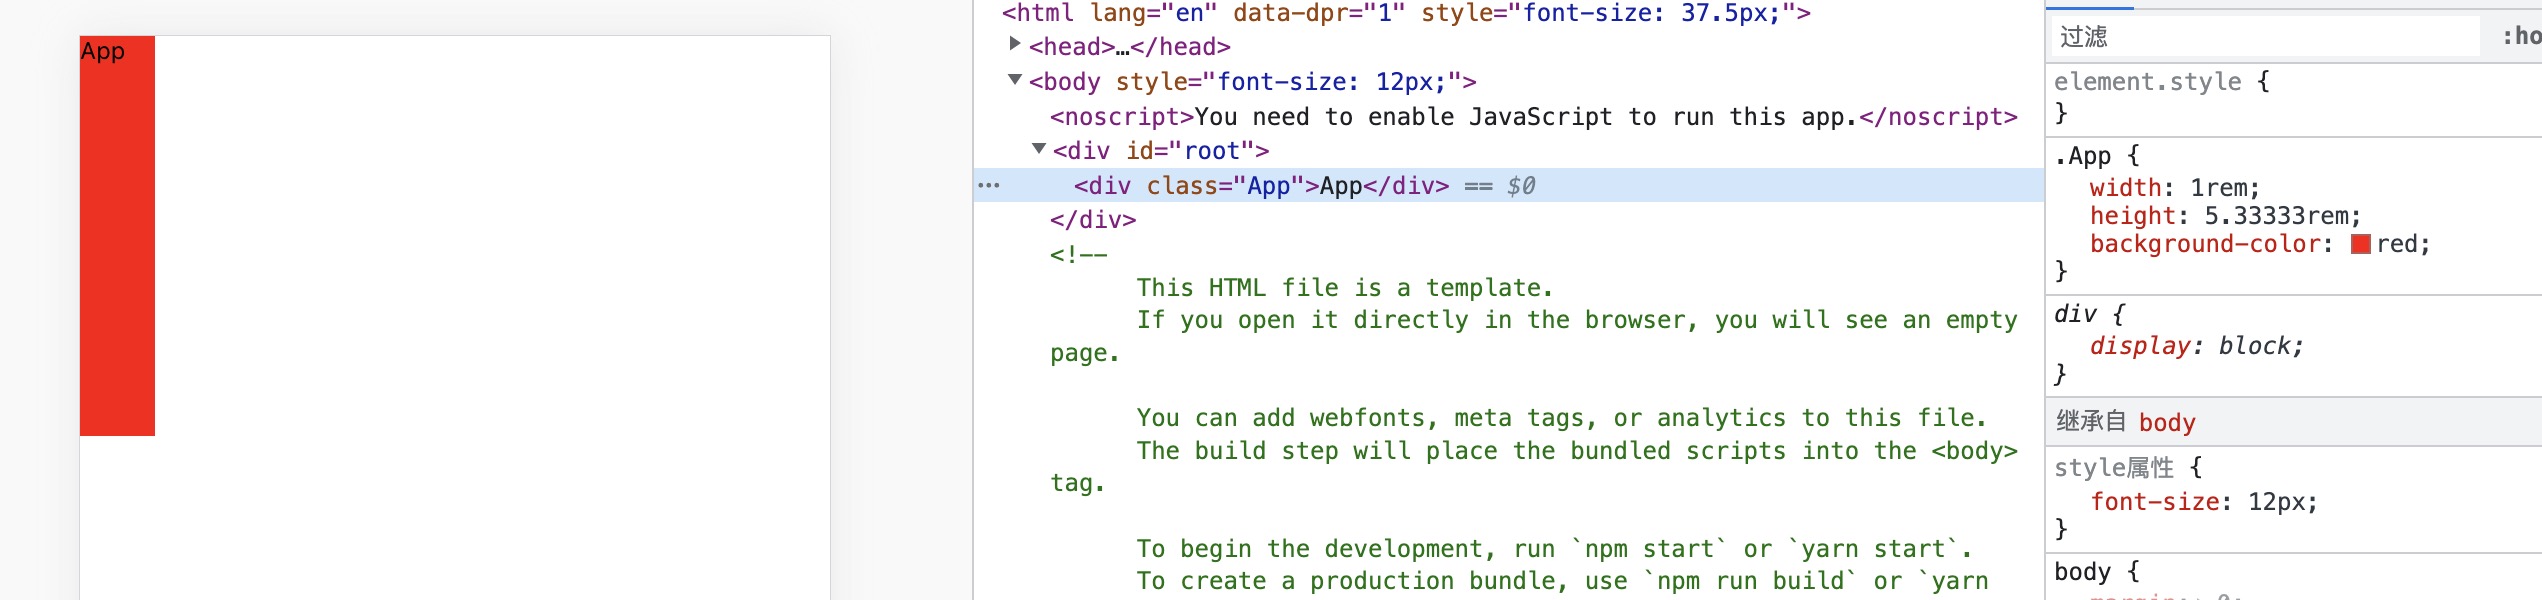 App
<html lang="en" data-dpr="1" style="font-size: 37.5px;">
<head>…</head>
<body style="font-size: 12px;">
<noscript>You need to enable JavaScript to run this app.</noscript>
<div id="root">
<div class="App">App</div> == $0
</div>
<!--
This HTML file is a template.
If you open it directly in the browser, you will see an empty
page.
You can add webfonts, meta tags, or analytics to this file.
The build step will place the bundled scripts into the <body>
tag.
To begin the development, run `npm start` or `yarn start`.
To create a production bundle, use `npm run build` or `yarn
过滤
:ho
element.style {
}
.App {
width: 1rem;
height: 5.33333rem;
background-color: red;
}
div {
display: block;
}
继承自 body
style属性 {
font-size: 12px;
}
body {